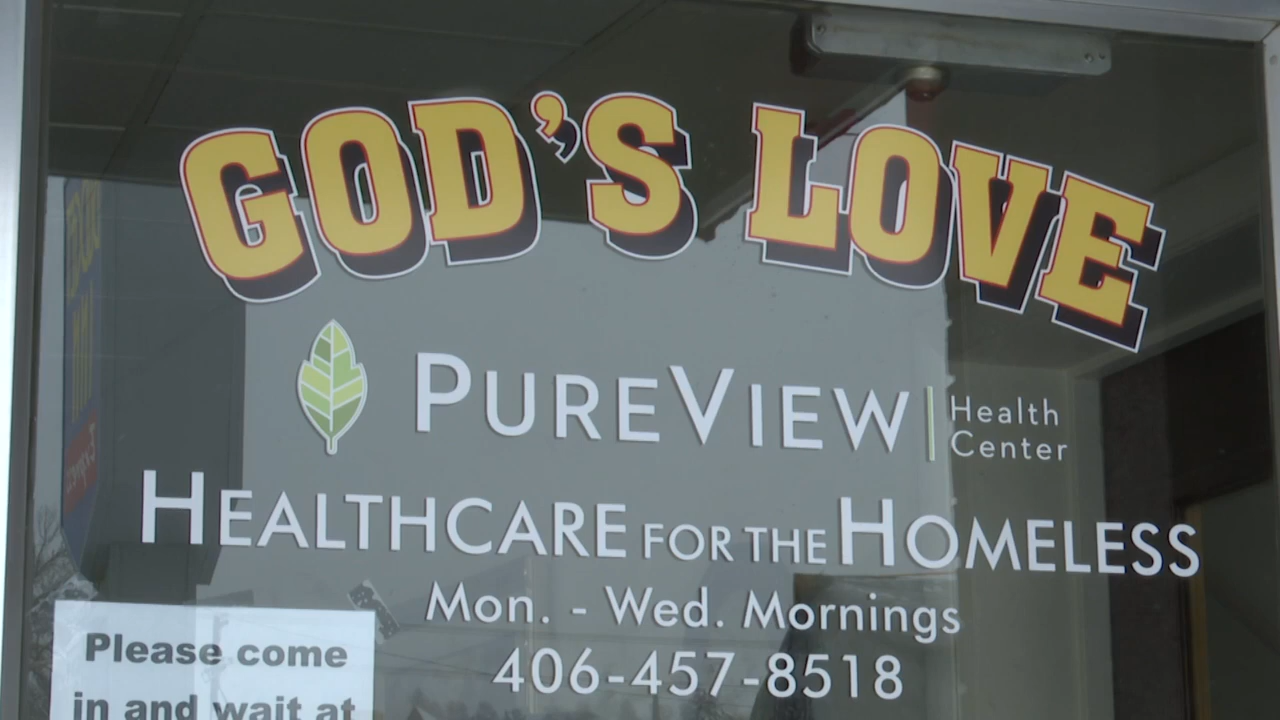 GOD'S LOVE
PUREVIEW
Health
Center
HEALTHCARE FOR THE HOMELESS
Mon. - Wed. Mornings
406-457-8518
Please come
in and wait at